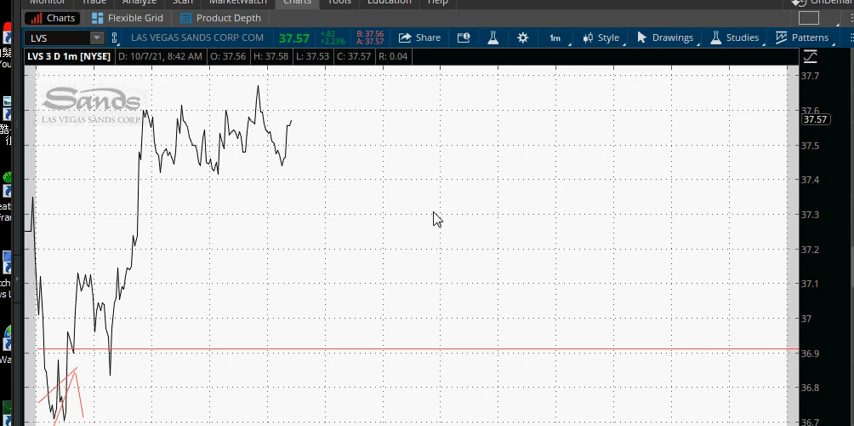 Monitor Trade Analyze Scan MarketWatch Charts Tools Education Help OnDeman
Charts Flexible Grid Product Depth
LVS LAS VEGAS SANDS CORP COM 37.57 +.82 +2.23% B: 37.56 A: 37.57 Share 1m Style Drawings Studies Patterns
LVS 3 D 1m [NYSE] D: 10/7/21, 8:42 AM O: 37.56 H: 37.58 L: 37.53 C: 37.57 R: 0.04
37.7
Sands
LAS VEGAS SANDS CORP.
37.6
37.57
37.5
37.4
37.3
37.2
37.1
37
36.9
36.8
36.7